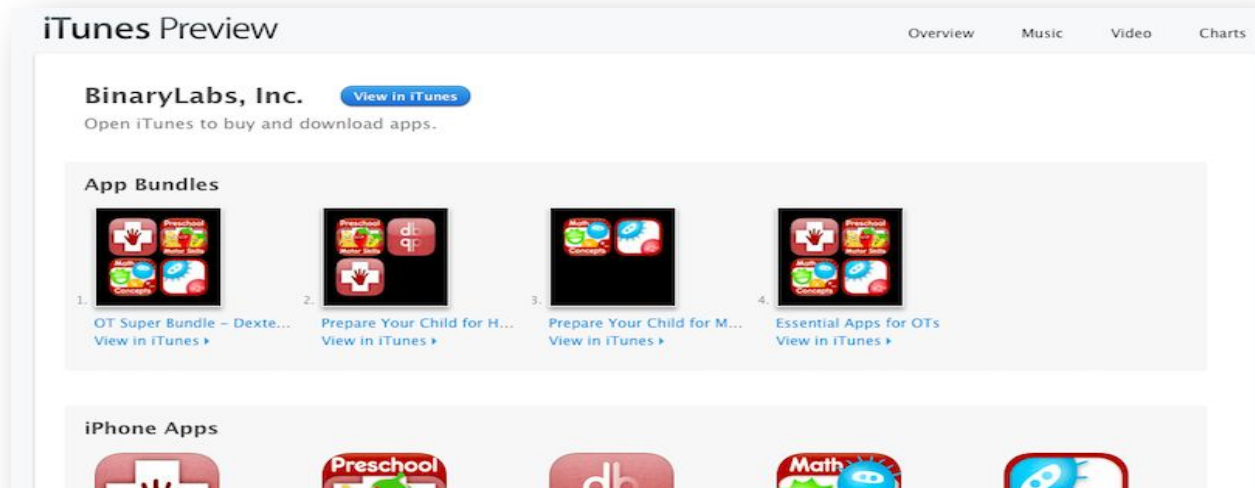 iTunes Preview
Overview Music Video Charts
BinaryLabs, Inc. View in iTunes
Open iTunes to buy and download apps.
App Bundles
Preschool Motor Skills Math Concepts
Preschool Motor Skills db qp
Math Concepts
Preschool Motor Skills Math Concepts
1. 2. 3. 4.
OT Super Bundle – Dexte... Prepare Your Child for H... Prepare Your Child for M... Essential Apps for OTs
View in iTunes View in iTunes View in iTunes View in iTunes
iPhone Apps
Preschool db Math